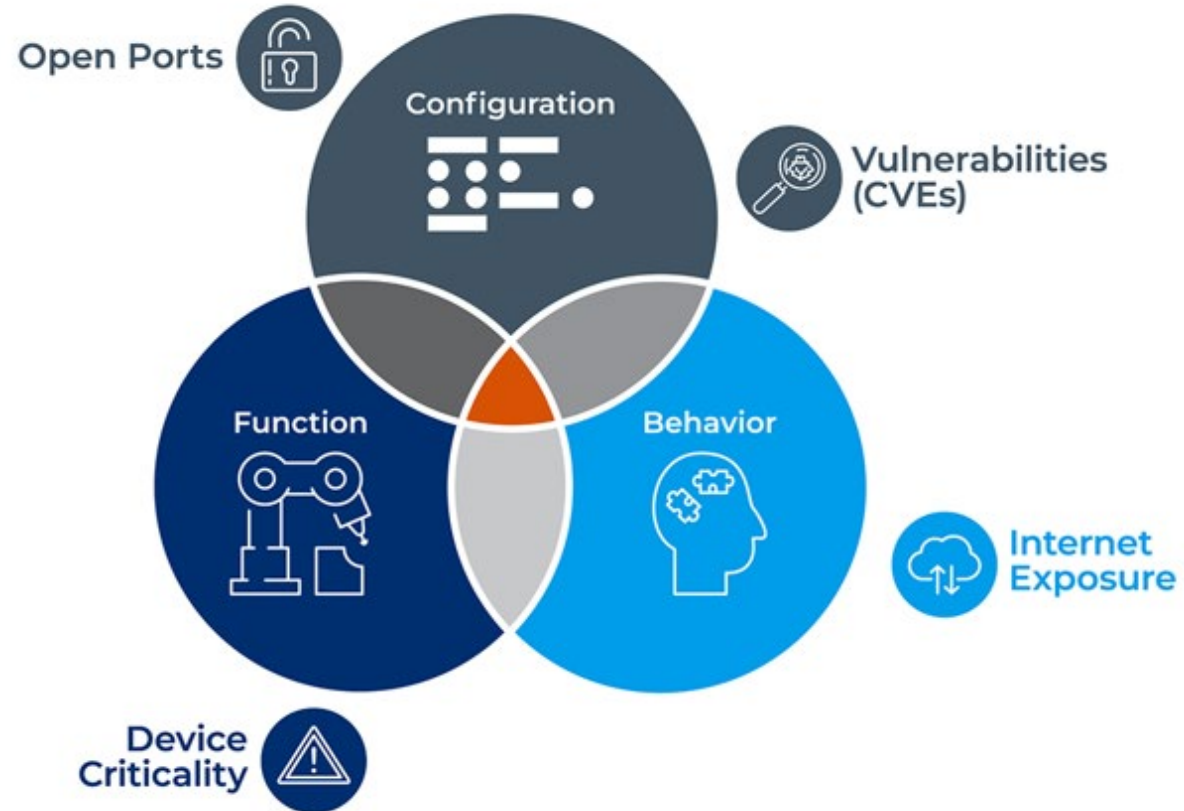 Open Ports
Configuration
Vulnerabilities
(CVEs)
Function
Behavior
Internet
Exposure
Device
Criticality